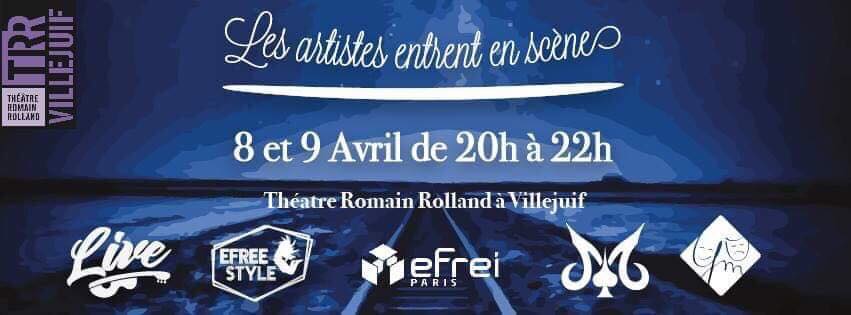 TRR
VILLEJUIF
THÉÂTRE
ROMAIN
ROLLAND
Les artistes entrent en scène
8 et 9 Avril de 20h à 22h
Théatre Romain Rolland à Villejuif
Live
EFREE
STYLE
efrei
PARIS